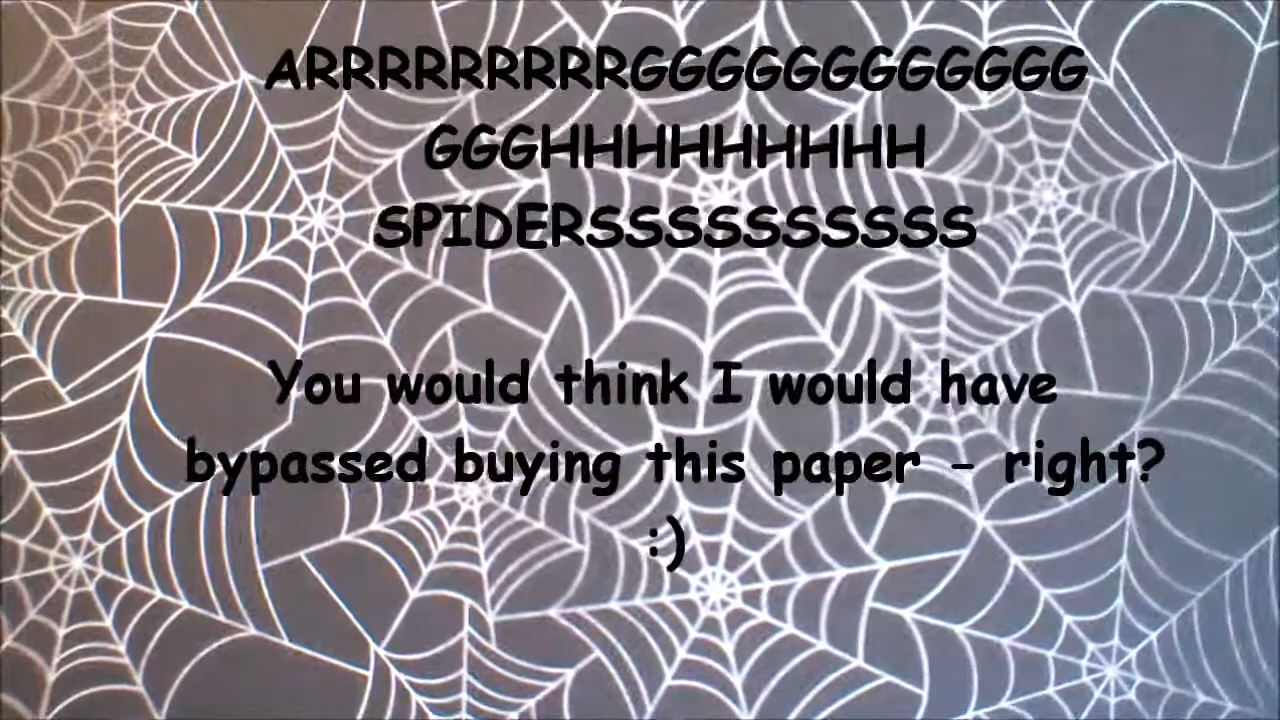 ARRRRRRRRRGGGGGGGGGGGG
GGGHHHHHHHHH
SPIDERSSSSSSSSSS
You would think I would have
bypassed buying this paper - right?
:)